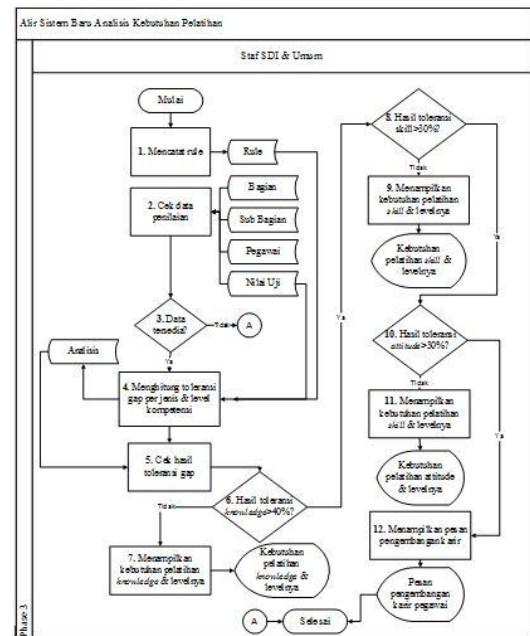 Alir Sistem Baru Analisis Kebutuhan Pelatihan
Staf SDI & Umum
Phase 3
Mulai
1. Mencatat rule
Rule
2. Cek data
penilaian
Bagian
Sub Bagian
Pegawai
Nilai Uji
3. Data
tersedia?
Tidak
A
Ya
Analisis
4. Menghitung toleransi
gap per jenis & level
kompetensi
5. Cek hasil
toleransi gap
6. Hasil toleransi
knowledge>40%?
Tidak
Ya
7. Menampilkan
kebutuhan pelatihan
knowledge & levelnya
Kebutuhan
pelatihan
knowledge &
levelnya
8. Hasil toleransi
skill>30%?
Tidak
Ya
9. Menampilkan
kebutuhan pelatihan
skill & levelnya
Kebutuhan
pelatihan skill &
levelnya
10. Hasil toleransi
attitude>30%?
Tidak
Ya
11. Menampilkan
kebutuhan pelatihan
skill & levelnya
Kebutuhan
pelatihan attitude
& levelnya
12. Menampilkan pesan
pengembangan karir
Pesan
pengembangan
karir pegawai
A
Selesai